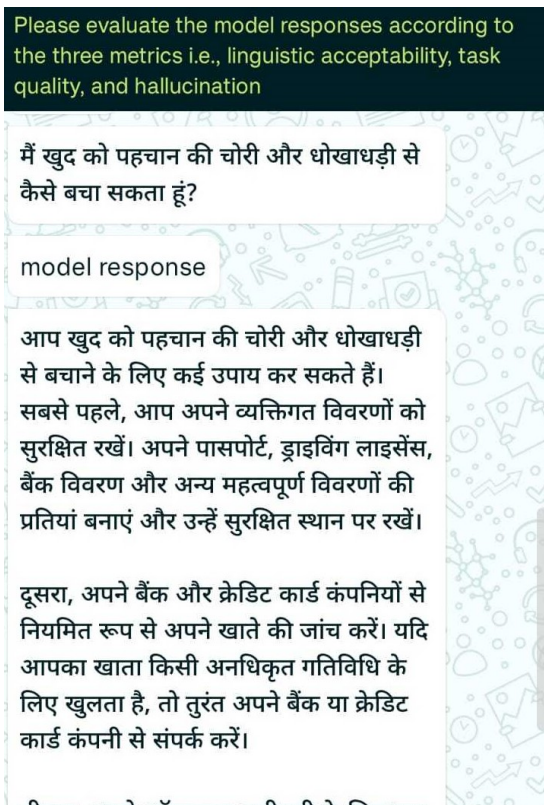 Please evaluate the model responses according to
the three metrics i.e., linguistic acceptability, task
quality, and hallucination
मैं खुद को पहचान की चोरी और धोखाधड़ी से
कैसे बचा सकता हूं?
model response
आप खुद को पहचान की चोरी और धोखाधड़ी
से बचाने के लिए कई उपाय कर सकते हैं।
सबसे पहले, आप अपने व्यक्तिगत विवरणों को
सुरक्षित रखें। अपने पासपोर्ट, ड्राइविंग लाइसेंस,
बैंक विवरण और अन्य महत्वपूर्ण विवरणों की
प्रतियां बनाएं और उन्हें सुरक्षित स्थान पर रखें।
दूसरा, अपने बैंक और क्रेडिट कार्ड कंपनियों से
नियमित रूप से अपने खाते की जांच करें। यदि
आपका खाता किसी अनधिकृत गतिविधि के
लिए खुलता है, तो तुरंत अपने बैंक या क्रेडिट
कार्ड कंपनी से संपर्क करें।